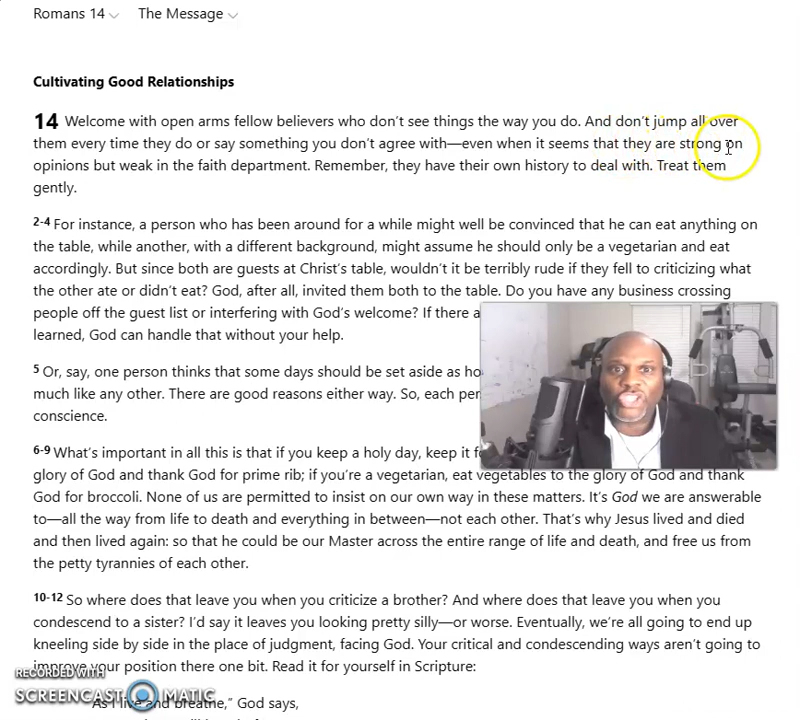 Romans 14 The Message
Cultivating Good Relationships
14 Welcome with open arms fellow believers who don't see things the way you do. And don't jump all over
them every time they do or say something you don't agree with—even when it seems that they are strong on
opinions but weak in the faith department. Remember, they have their own history to deal with. Treat them
gently.
2-4 For instance, a person who has been around for a while might well be convinced that he can eat anything on
the table, while another, with a different background, might assume he should only be a vegetarian and eat
accordingly. But since both are guests at Christ's table, wouldn't it be terribly rude if they fell to criticizing what
the other ate or didn't eat? God, after all, invited them both to the table. Do you have any business crossing
people off the guest list or interfering with God's welcome? If there a
learned, God can handle that without your help.
5 Or, say, one person thinks that some days should be set aside as ho
much like any other. There are good reasons either way. So, each per
conscience.
6-9 What's important in all this is that if you keep a holy day, keep it f
glory of God and thank God for prime rib; if you're a vegetarian, eat vegetables to the glory of God and thank
God for broccoli. None of us are permitted to insist on our own way in these matters. It's God we are answerable
to—all the way from life to death and everything in between—not each other. That's why Jesus lived and died
and then lived again: so that he could be our Master across the entire range of life and death, and free us from
the petty tyrannies of each other.
10-12 So where does that leave you when you criticize a brother? And where does that leave you when you
condescend to a sister? I'd say it leaves you looking pretty silly—or worse. Eventually, we're all going to end up
kneeling side by side in the place of judgment, facing God. Your critical and condescending ways aren't going to
improve your position there one bit. Read it for yourself in Scripture:
RECORDED WITH
SCREENCAST MATIC
"As I live and breathe," God says,